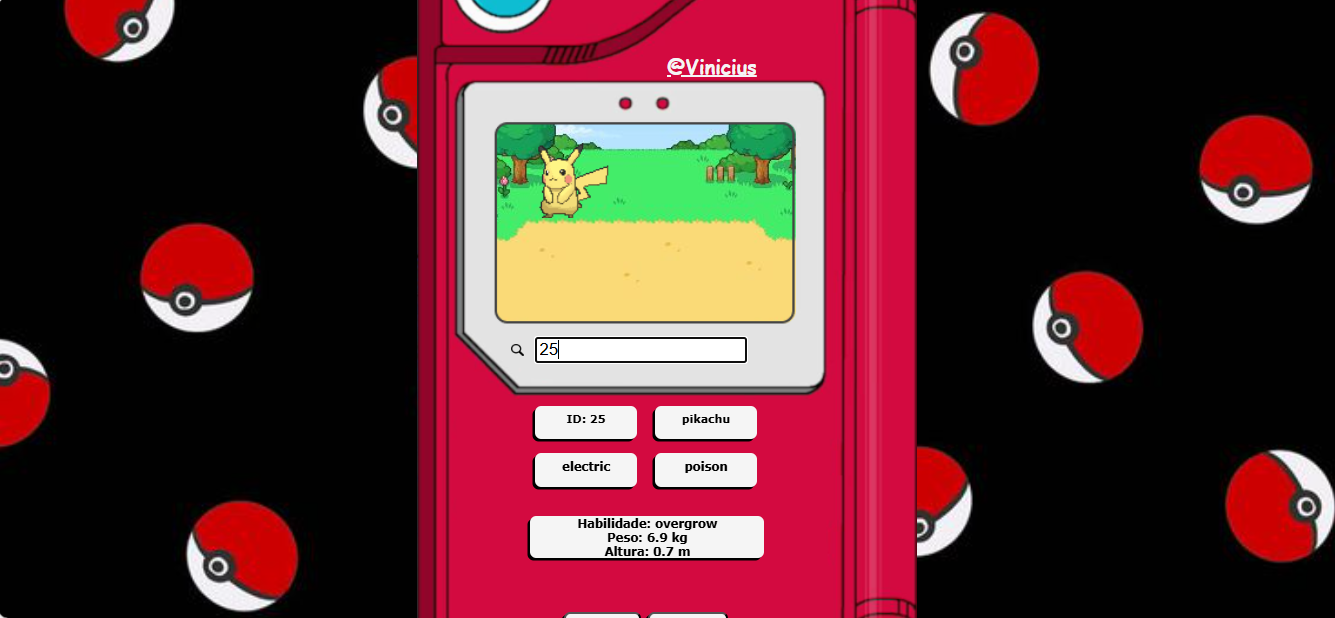 @Vinicius
25
ID: 25
pikachu
electric
poison
Habilidade: overgrow
Peso: 6.9 kg
Altura: 0.7 m